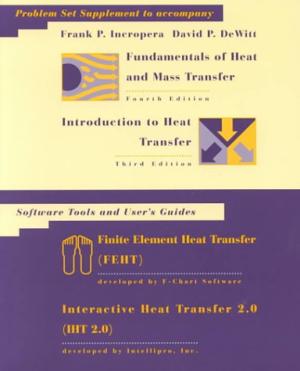 Problem Set Supplement to accompany
Frank P. Incropera David P. DeWitt
Fundamentals of Heat
and Mass Transfer
Fourth Edition
Introduction to Heat
Transfer
Third Edition
Software Tools and User's Guides
Finite Element Heat Transfer
(FEHT)
developed by F-Chart Software
Interactive Heat Transfer 2.0
(IHT 2.0)
developed by Intellipro, Inc.